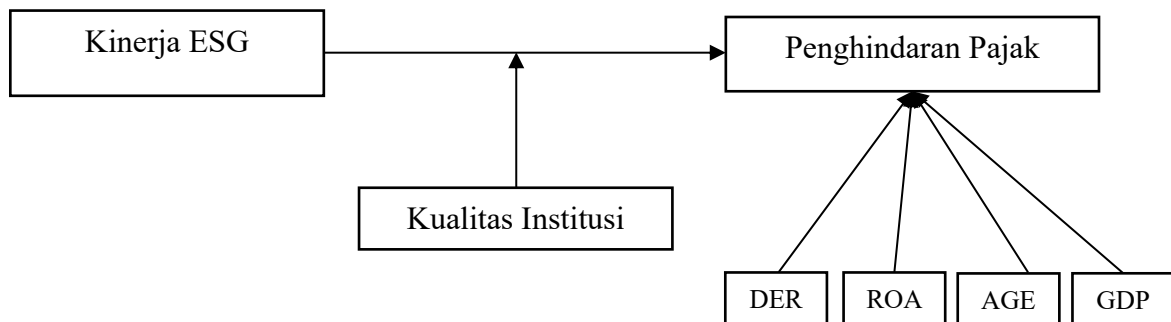 Kinerja ESG
Penghindaran Pajak
Kualitas Institusi
DER
ROA
AGE
GDP